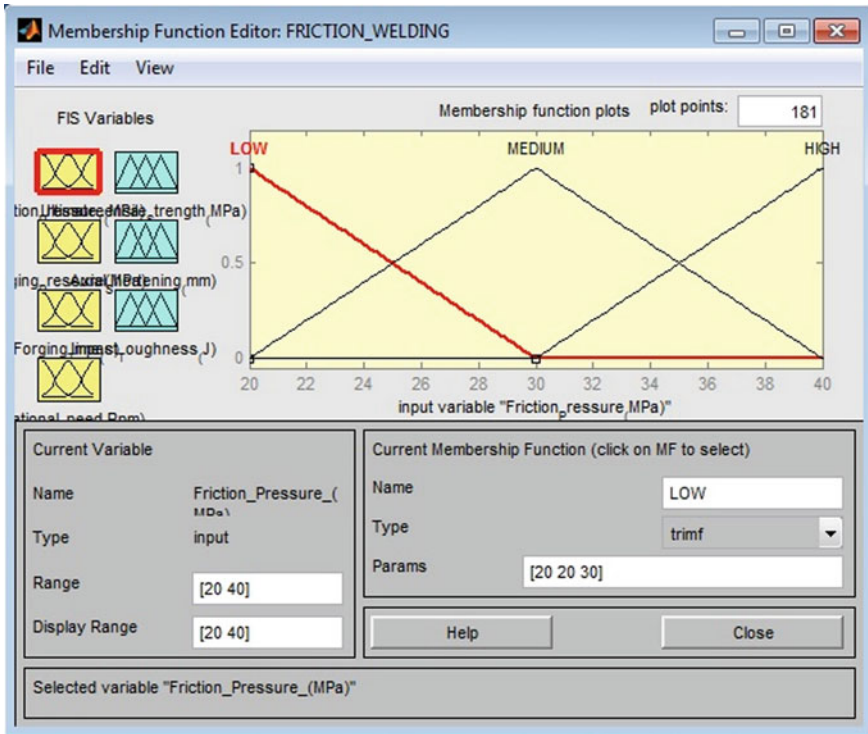 Membership Function Editor: FRICTION_WELDING
File Edit View
FIS Variables
Membership function plots plot points: 181
LOW MEDIUM HIGH
1
0.5
0
20 22 24 26 28 30 32 34 36 38 40
input variable "Friction_Pressure_(MPa)"
Current Variable
Name Friction_Pressure_(
MPa)
Type input
Range [20 40]
Display Range [20 40]
Current Membership Function (click on MF to select)
Name LOW
Type trimf
Params [20 20 30]
Help Close
Selected variable "Friction_Pressure_(MPa)"